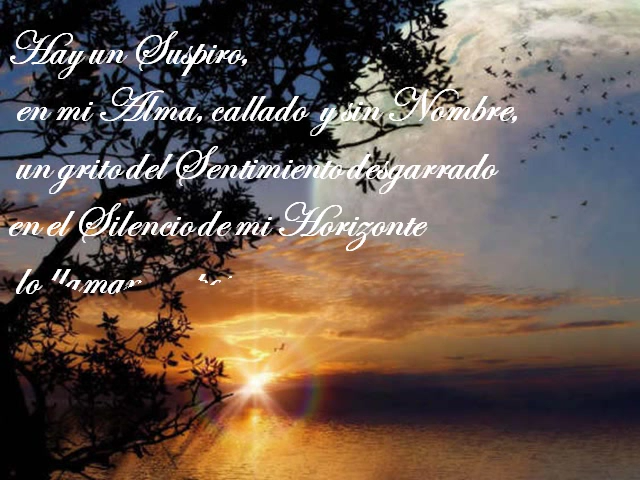 Hay un Suspiro,
en mi Alma, callado y sin Nombre,
un grito del Sentimiento desgarrado
en el Silencio de mi Horizonte
lo